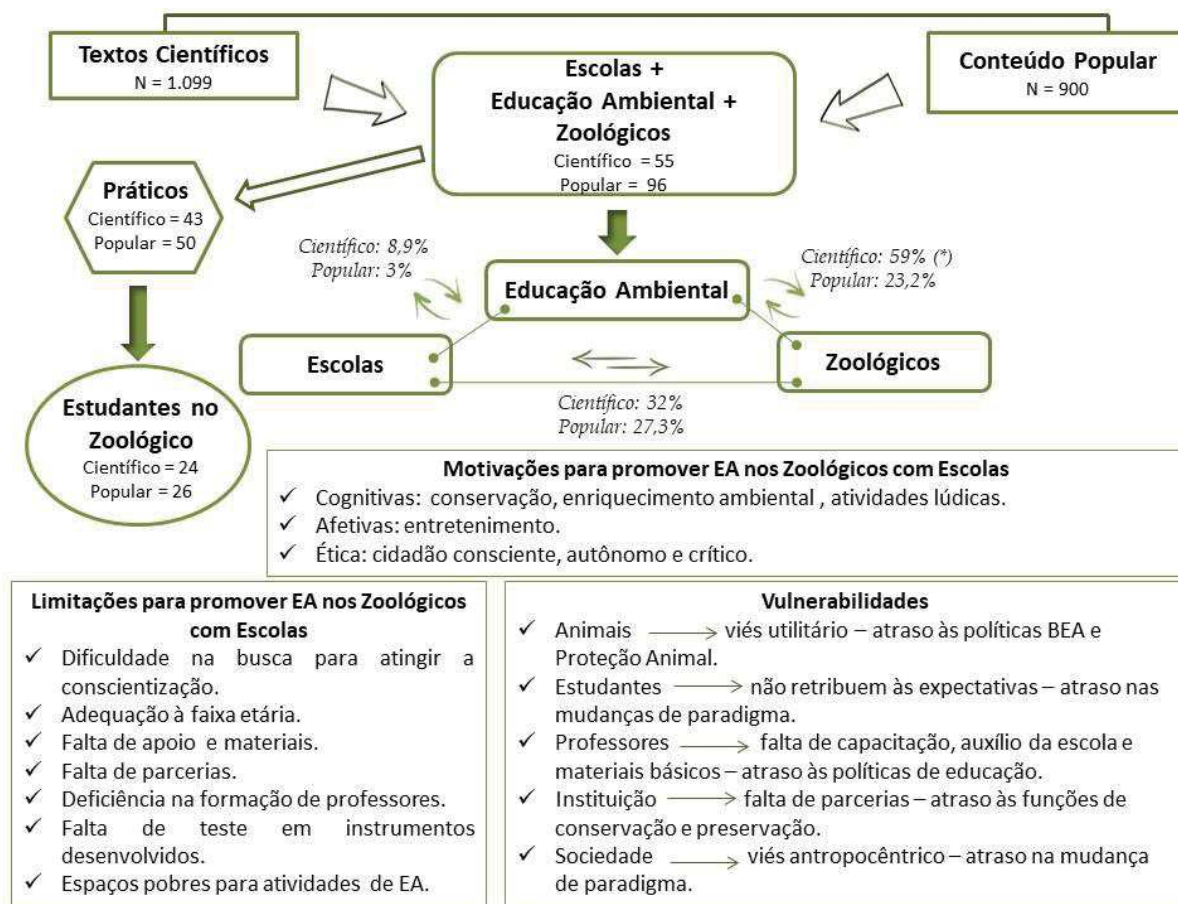 Textos Científicos
N = 1.099
Conteúdo Popular
N = 900
Escolas +
Educação Ambiental +
Zoológicos
Científico = 55
Popular = 96
Práticos
Científico = 43
Popular = 50
Científico: 8,9%
Popular: 3%
Científico: 59% (*)
Popular: 23,2%
Educação Ambiental
Escolas
Zoológicos
Científico: 32%
Popular: 27,3%
Estudantes no
Zoológico
Científico = 24
Popular = 26
Motivações para promover EA nos Zoológicos com Escolas
✓ Cognitivas: conservação, enriquecimento ambiental , atividades lúdicas.
✓ Afetivas: entretenimento.
✓ Ética: cidadão consciente, autônomo e crítico.
Limitações para promover EA nos Zoológicos
com Escolas
✓ Dificuldade na busca para atingir a
conscientização.
✓ Adequação à faixa etária.
✓ Falta de apoio e materiais.
✓ Falta de parcerias.
✓ Deficiência na formação de professores.
✓ Falta de teste em instrumentos
desenvolvidos.
✓ Espaços pobres para atividades de EA.
Vulnerabilidades
✓ Animais → viés utilitário – atraso às políticas BEA e
Proteção Animal.
✓ Estudantes → não retribuem às expectativas – atraso nas
mudanças de paradigma.
✓ Professores → falta de capacitação, auxílio da escola e
materiais básicos – atraso às políticas de educação.
✓ Instituição → falta de parcerias – atraso às funções de
conservação e preservação.
✓ Sociedade → viés antropocêntrico – atraso na mudança
de paradigma.